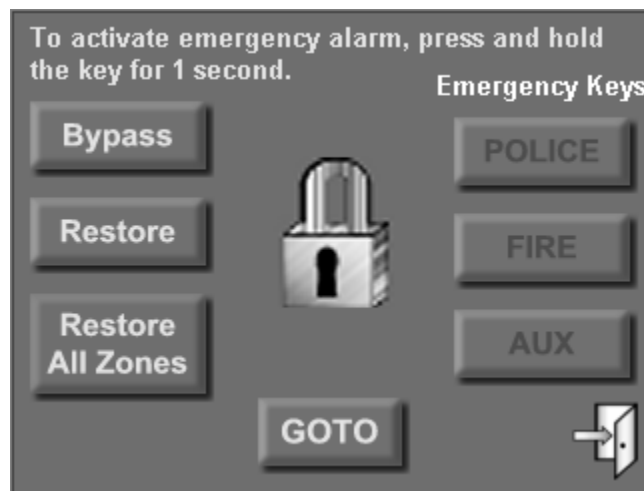 To activate emergency alarm, press and hold
the key for 1 second.
Emergency Keys
Bypass
POLICE
Restore
FIRE
Restore
All Zones
AUX
GOTO